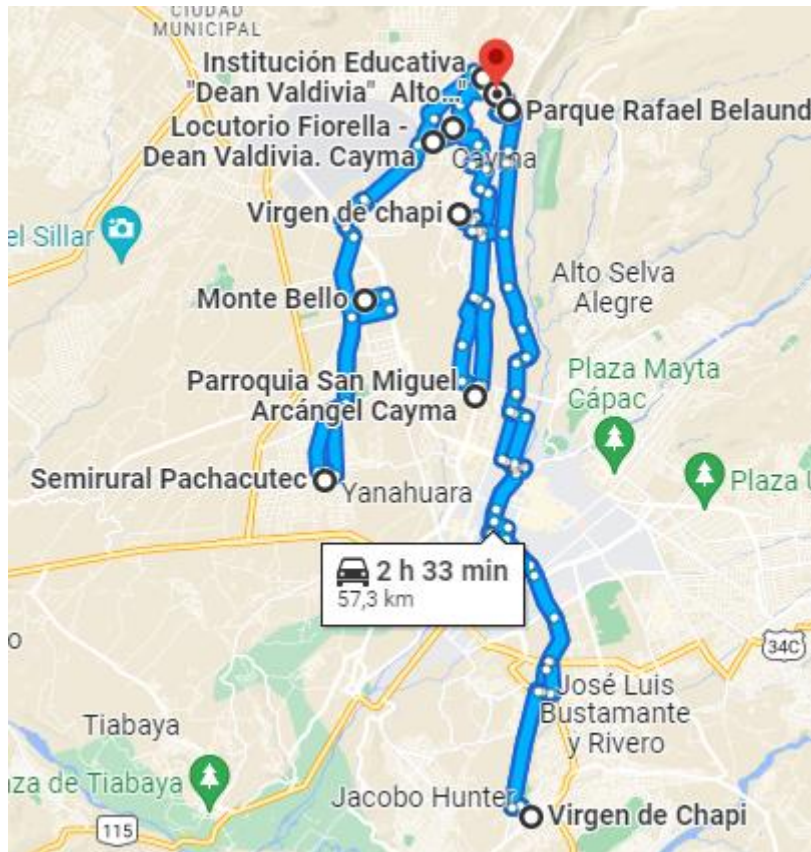 CIUDAD
MUNICIPAL
Institución Educativa
"Dean Valdivia" Alto..."
Parque Rafael Belaund
Locutorio Fiorella -
Dean Valdivia. Cayma
Cayma
Virgen de chapi
el Sillar
Alto Selva
Alegre
Monte Bello
Plaza Mayta
Cápac
Parroquia San Miguel
Arcángel Cayma
Semirural Pachacutec
Yanahuara
Plaza U
2 h 33 min
57,3 km
34C
José Luis
Bustamante
y Rivero
Tiabaya
aza de Tiabaya
Jacobo Hunter
Virgen de Chapi
115